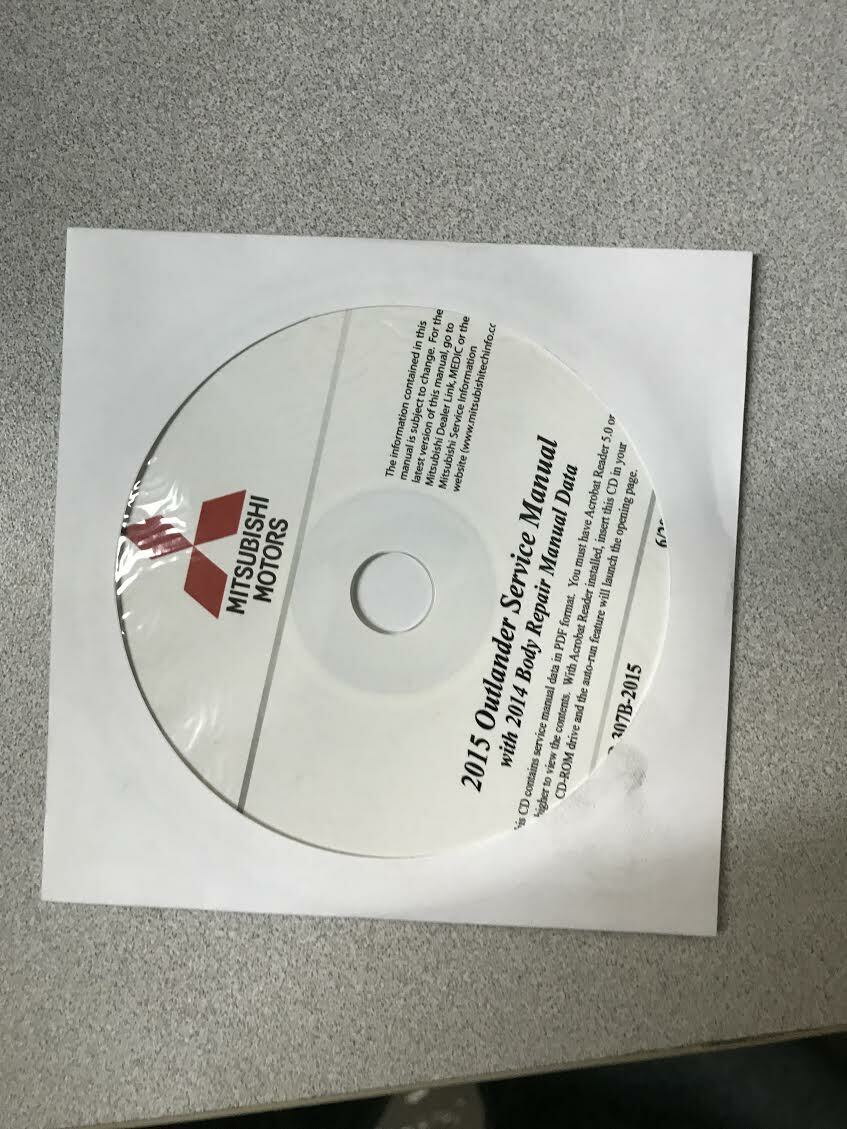 MITSUBISHI
MOTORS
The information contained in this
manual is subject to change. For the
latest version of this manual, go to
Mitsubishi Dealer Link, MEDIC or the
Mitsubishi Service Information
website (www.mitsubishitechinfo.cc
2015 Outlander Service Manual
with 2014 Body Repair Manual Data
is CD contains service manual data in PDF format. You must have Acrobat Reader 5.0 or
higher to view the contents. With Acrobat Reader installed, insert this CD in your
CD-ROM drive and the auto-run feature will launch the opening page.
307B-2015